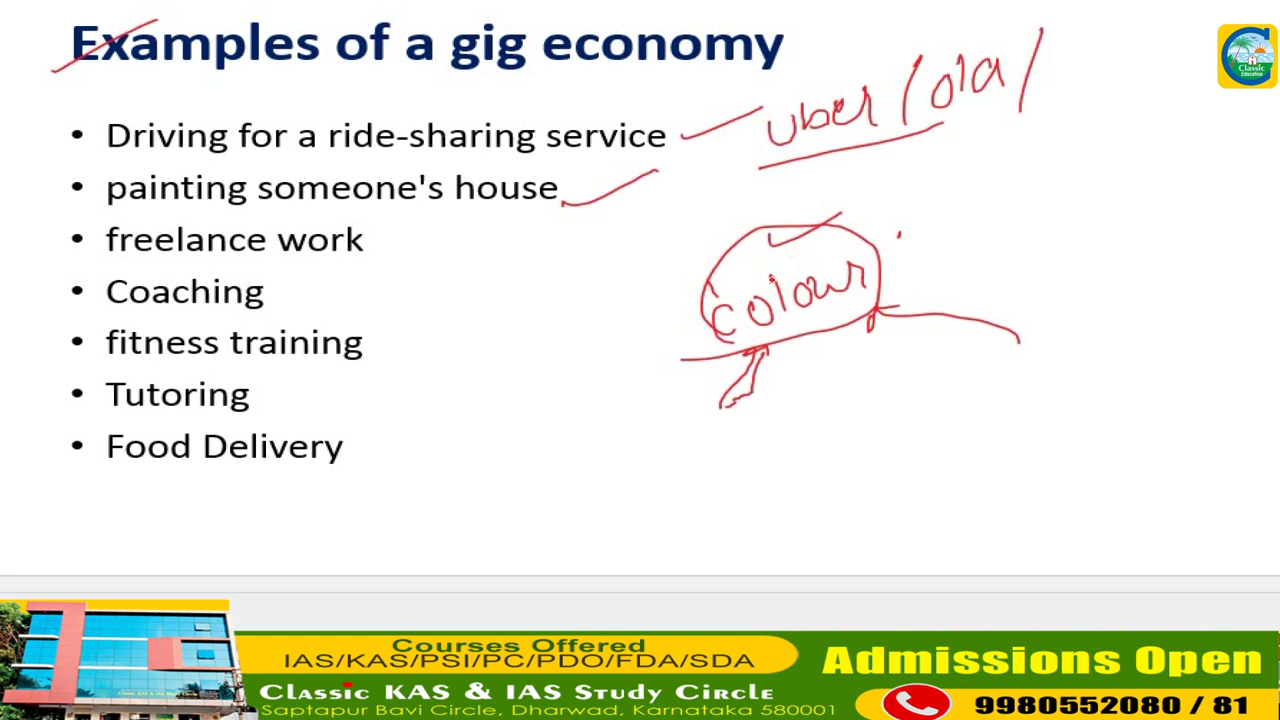 Examples of a gig economy
Classic
Education
• Driving for a ride-sharing service
uber / ola /
• painting someone's house
• freelance work
colour
• Coaching
• fitness training
• Tutoring
• Food Delivery
Courses Offered
IAS/KAS/PSI/PC/PDO/FDA/SDA
Classic KAS & IAS Study Circle
Saptapur Bavi Circle, Dharwad, Karnataka 580001
Admissions Open
9980552080 / 81